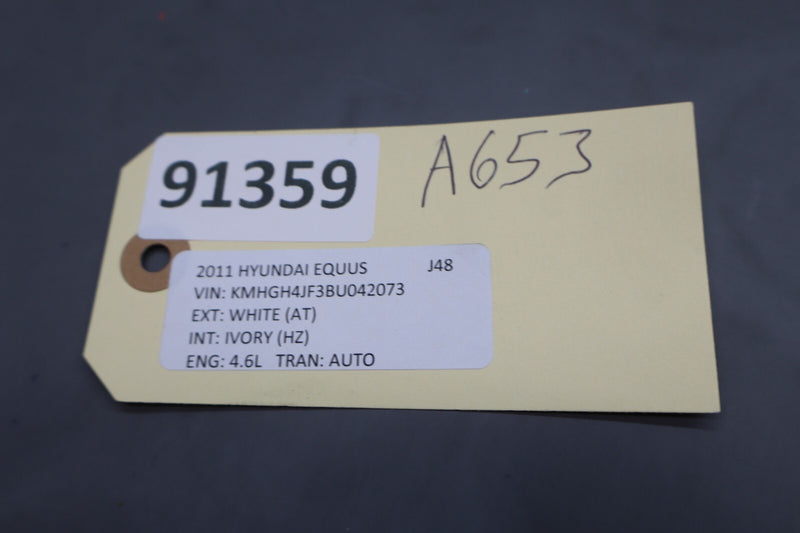 91359
A653
2011 HYUNDAI EQUUS J48
VIN: KMHGH4JF3BU042073
EXT: WHITE (AT)
INT: IVORY (HZ)
ENG: 4.6L TRAN: AUTO